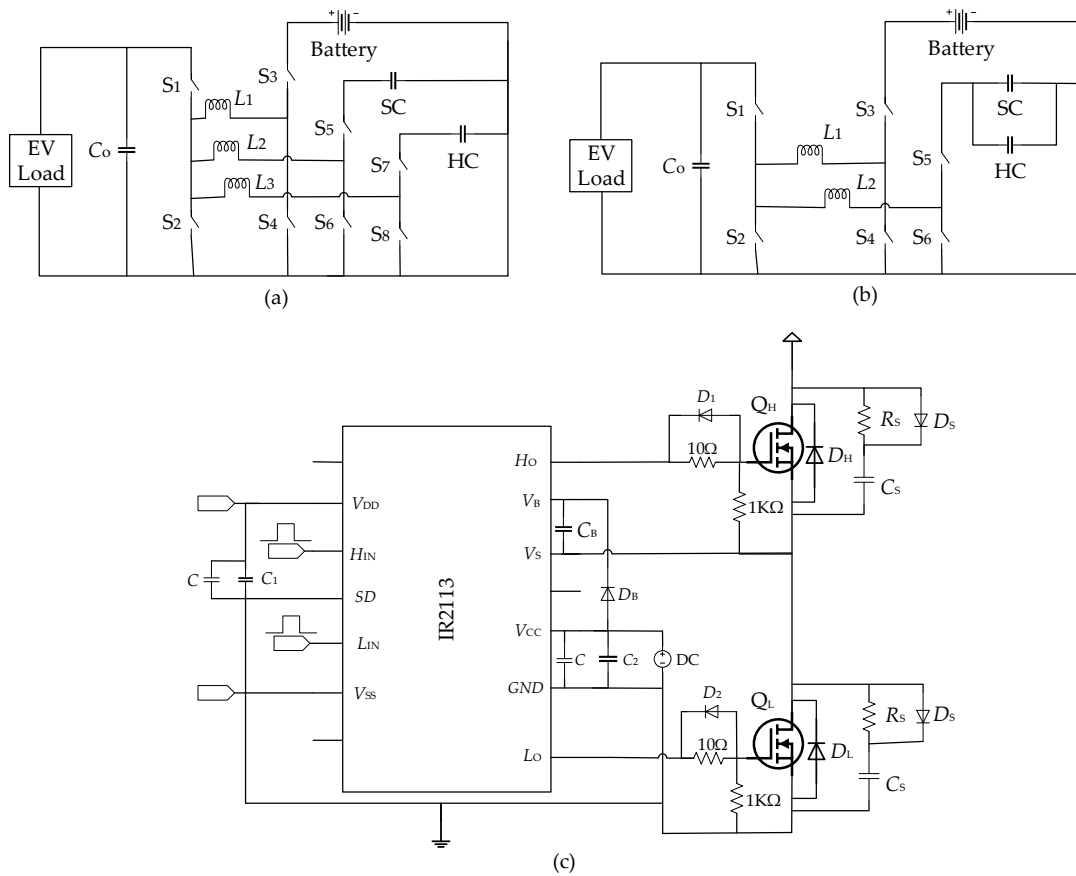 Battery
S1
S3
L1
SC
S5
L2
HC
EV
Load
Co
S7
L3
S2
S4
S6
S8
(a)
Battery
S1
S3
L1
SC
HC
EV
Load
Co
S5
L2
S2
S4
S6
(b)
D1
QH
RS
DS
10Ω
DH
HO
CS
VB
1KΩ
VDD
CB
HIN
VS
C
C1
IR2113
DB
SD
VCC
LIN
C
C2
DC
GND
VSS
D2
QL
RS
DS
10Ω
DL
LO
CS
1KΩ
(c)